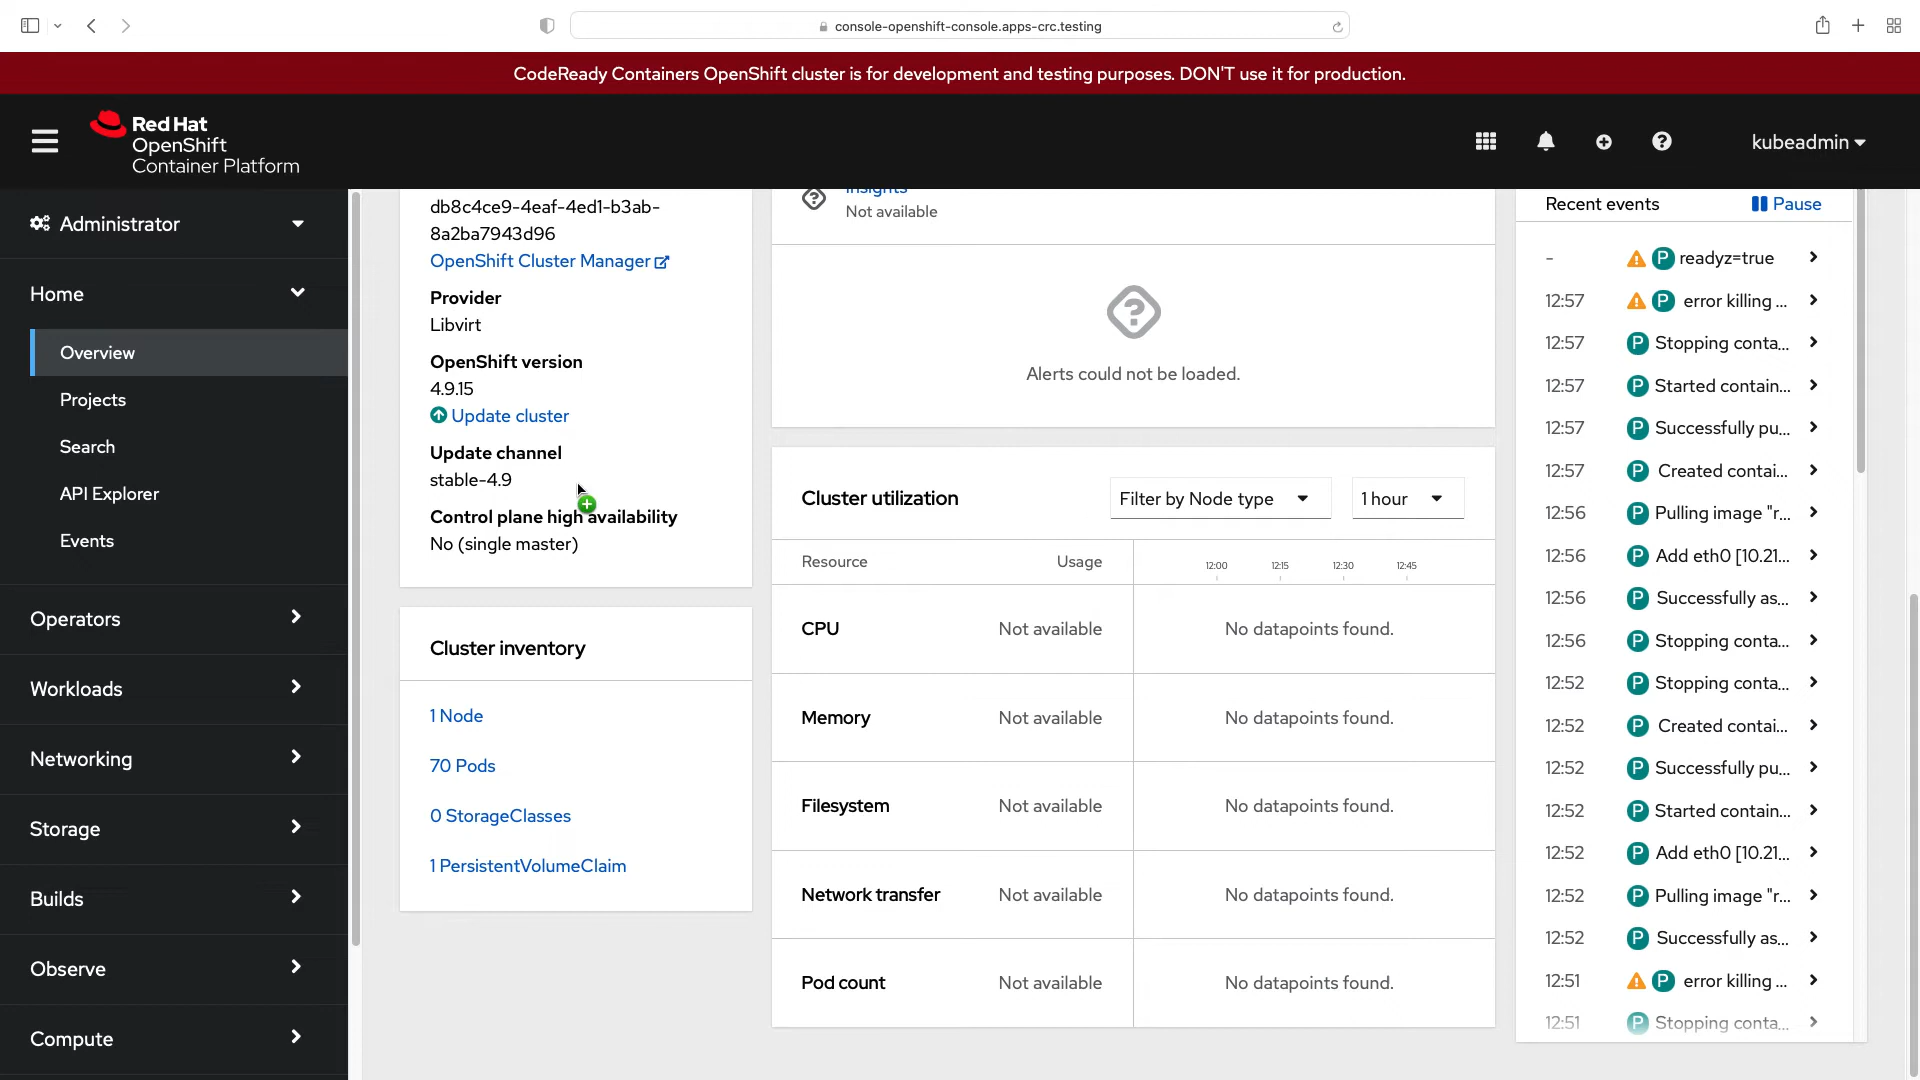 console-openshift-console.apps-crc.testing
CodeReady Containers OpenShift cluster is for development and testing purposes. DON'T use it for production.
Red Hat
OpenShift
Container Platform
kubeadmin
Administrator
Home
Overview
Projects
Search
API Explorer
Events
Operators
Workloads
Networking
Storage
Builds
Observe
Compute
db8c4ce9-4eaf-4ed1-b3ab-
8a2ba7943d96
OpenShift Cluster Manager
Provider
Libvirt
OpenShift version
4.9.15
Update cluster
Update channel
stable-4.9
Control plane high availability
No (single master)
Cluster inventory
1 Node
70 Pods
0 StorageClasses
1 PersistentVolumeClaim
Insights
Not available
Alerts could not be loaded.
Cluster utilization
Filter by Node type
1 hour
Resource Usage
12:00 12:15 12:30 12:45
CPU Not available No datapoints found.
Memory Not available No datapoints found.
Filesystem Not available No datapoints found.
Network transfer Not available No datapoints found.
Pod count Not available No datapoints found.
Recent events Pause
- P readyz=true
12:57 P error killing ...
12:57 P Stopping conta...
12:57 P Started contain...
12:57 P Successfully pu...
12:57 P Created contai...
12:56 P Pulling image "r...
12:56 P Add eth0 [10.21...
12:56 P Successfully as...
12:56 P Stopping conta...
12:52 P Stopping conta...
12:52 P Created contai...
12:52 P Successfully pu...
12:52 P Started contain...
12:52 P Add eth0 [10.21...
12:52 P Pulling image "r...
12:52 P Successfully as...
12:51 P error killing ...
12:51 P Stopping conta...